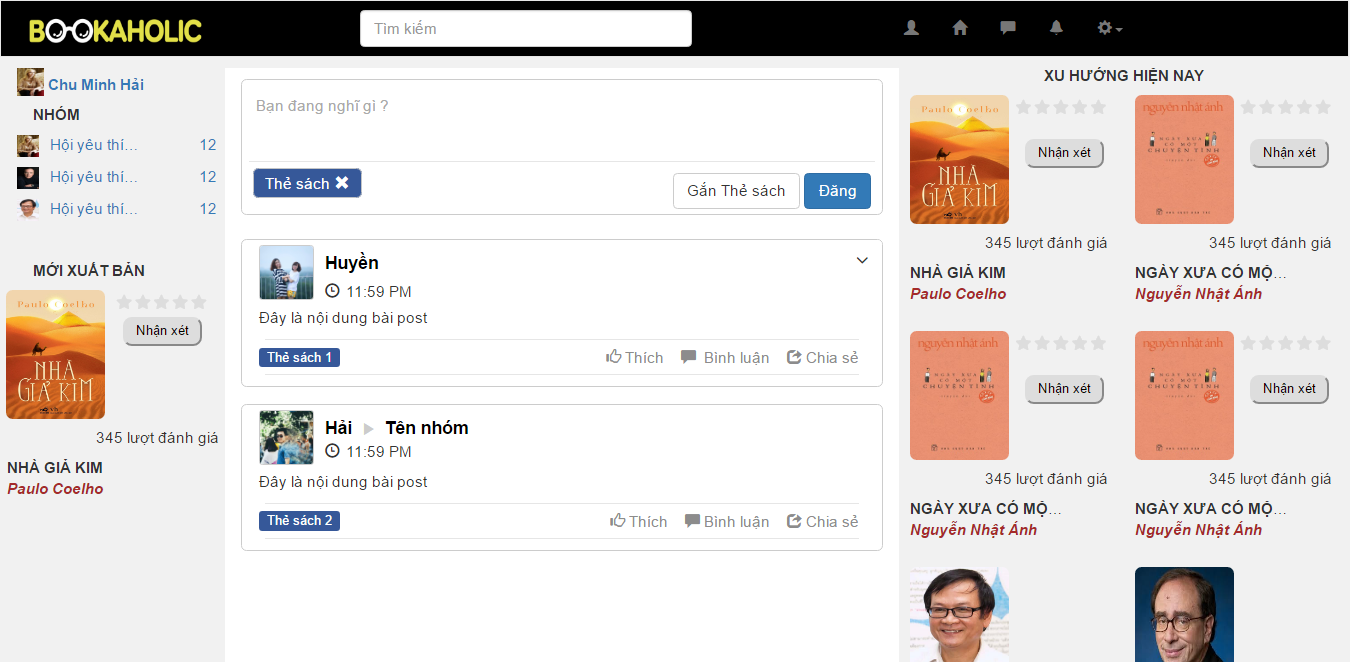 BOOKAHOLIC
Tìm kiếm
Chu Minh Hải
NHÓM
Hội yêu thí... 12
Hội yêu thí... 12
Hội yêu thí... 12
MỚI XUẤT BẢN
Paulo Coelho
NHÀ
GIẢ KIM
Nhận xét
345 lượt đánh giá
NHÀ GIẢ KIM
Paulo Coelho
Bạn đang nghĩ gì ?
Thẻ sách ✖
Gắn Thẻ sách
Đăng
Huyền
11:59 PM
Đây là nội dung bài post
Thẻ sách 1
Thích
Bình luận
Chia sẻ
Hải ▶ Tên nhóm
11:59 PM
Đây là nội dung bài post
Thẻ sách 2
Thích
Bình luận
Chia sẻ
XU HƯỚNG HIỆN NAY
Paulo Coelho
NHÀ
GIẢ KIM
Nhận xét
345 lượt đánh giá
NHÀ GIẢ KIM
Paulo Coelho
nguyễn nhật ánh
NGÀY XƯA
CÓ MỘT
CHUYỆN TÌNH
Nhận xét
345 lượt đánh giá
NGÀY XƯA CÓ MỘ...
Nguyễn Nhật Ánh
nguyễn nhật ánh
NGÀY XƯA
CÓ MỘT
CHUYỆN TÌNH
Nhận xét
345 lượt đánh giá
NGÀY XƯA CÓ MỘ...
Nguyễn Nhật Ánh
nguyễn nhật ánh
NGÀY XƯA
CÓ MỘT
CHUYỆN TÌNH
Nhận xét
345 lượt đánh giá
NGÀY XƯA CÓ MỘ...
Nguyễn Nhật Ánh